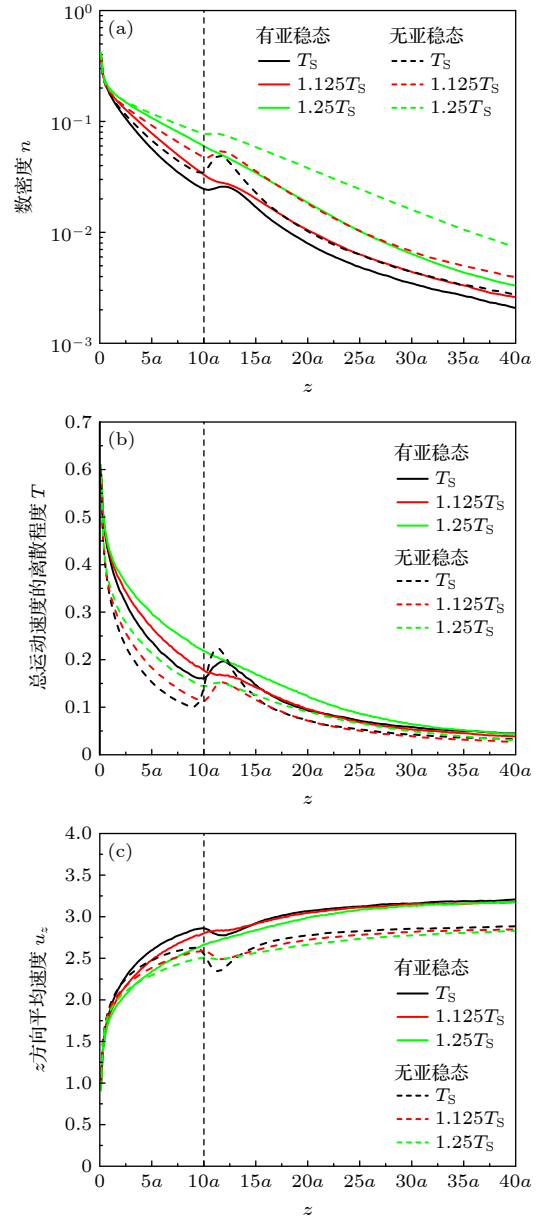 (a)
有亚稳态 无亚稳态
T_S T_S
1.125T_S 1.125T_S
1.25T_S 1.25T_S
10^0
10^−1
10^−2
10^−3
数密度 n
0 5a 10a 15a 20a 25a 30a 35a 40a
z
(b)
有亚稳态
T_S
1.125T_S
1.25T_S
无亚稳态
T_S
1.125T_S
1.25T_S
0.7
0.6
0.5
0.4
0.3
0.2
0.1
0
总运动速度的离散程度 T
0 5a 10a 15a 20a 25a 30a 35a 40a
z
(c)
有亚稳态
T_S
1.125T_S
1.25T_S
无亚稳态
T_S
1.125T_S
1.25T_S
4.0
3.5
3.0
2.5
2.0
1.5
1.0
0.5
0
z方向平均速度 u_z
0 5a 10a 15a 20a 25a 30a 35a 40a
z